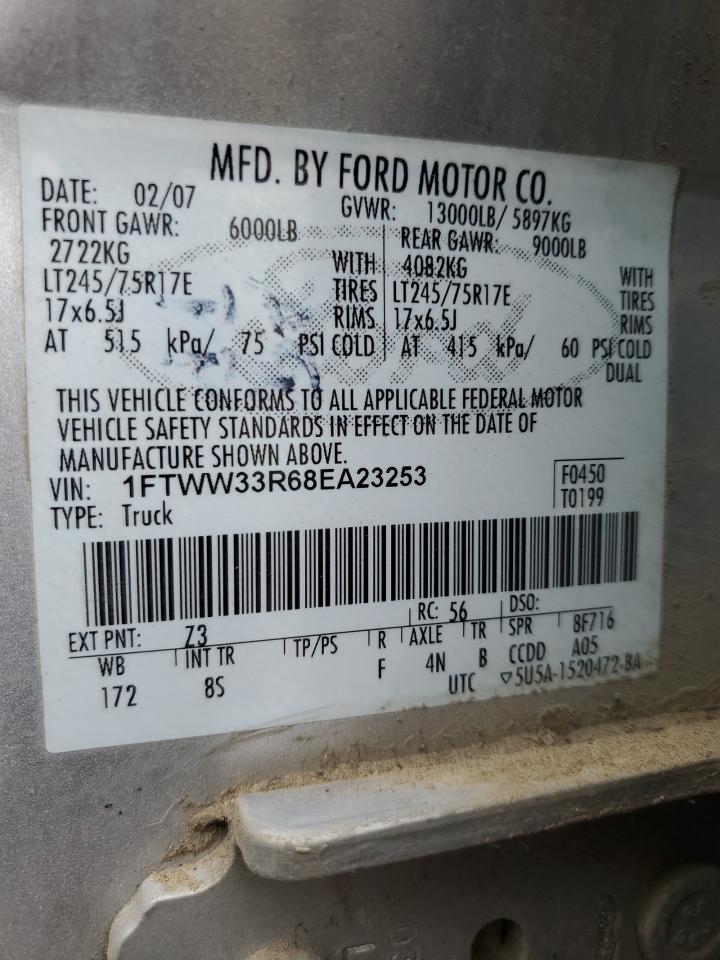 MFD. BY FORD MOTOR CO.
DATE: 02/07
GVWR: 13000LB/ 5897KG
FRONT GAWR: 6000LB
REAR GAWR: 9000LB
2722KG WITH
4082KG WITH
LT245/75R17E TIRES
LT245/75R17E TIRES
17x6.5J RIMS
17x6.5J RIMS
AT 515 kPa/ 75 PSI COLD
AT 415 kPa/ 60 PSI COLD
DUAL
THIS VEHICLE CONFORMS TO ALL APPLICABLE FEDERAL MOTOR
VEHICLE SAFETY STANDARDS IN EFFECT ON THE DATE OF
MANUFACTURE SHOWN ABOVE.
VIN: 1FTWW33R68EA23253
F0450
TYPE: Truck
T0199
EXT PNT: Z3
RC: 56
DSO:
WB INT TR TP/PS R AXLE TR SPR 8F716
172 8S F 4N B CCDD A05
UTC ▽5U5A-1520472-BA